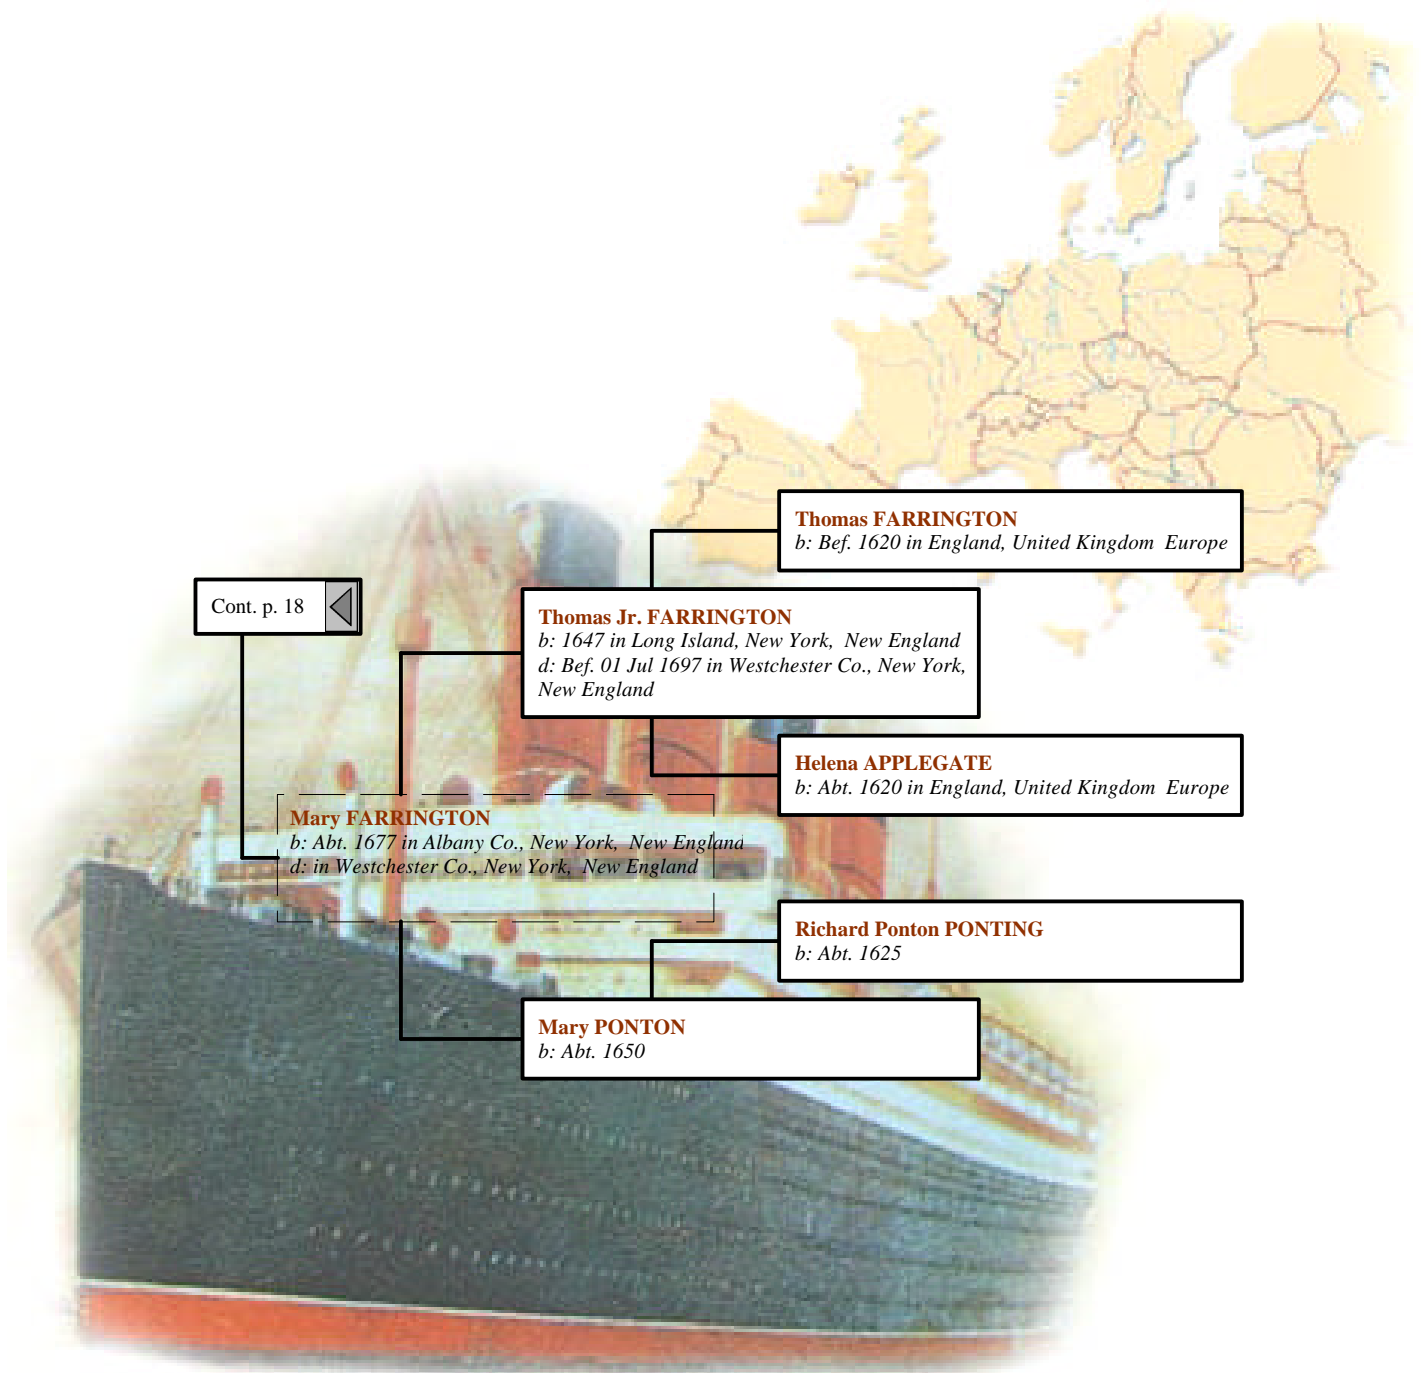 Thomas FARRINGTON
b: Bef. 1620 in England, United Kingdom Europe
Cont. p. 18
Thomas Jr. FARRINGTON
b: 1647 in Long Island, New York, New England
d: Bef. 01 Jul 1697 in Westchester Co., New York,
New England
Helena APPLEGATE
b: Abt. 1620 in England, United Kingdom Europe
Mary FARRINGTON
b: Abt. 1677 in Albany Co., New York, New England
d: in Westchester Co., New York, New England
Richard Ponton PONTING
b: Abt. 1625
Mary PONTON
b: Abt. 1650